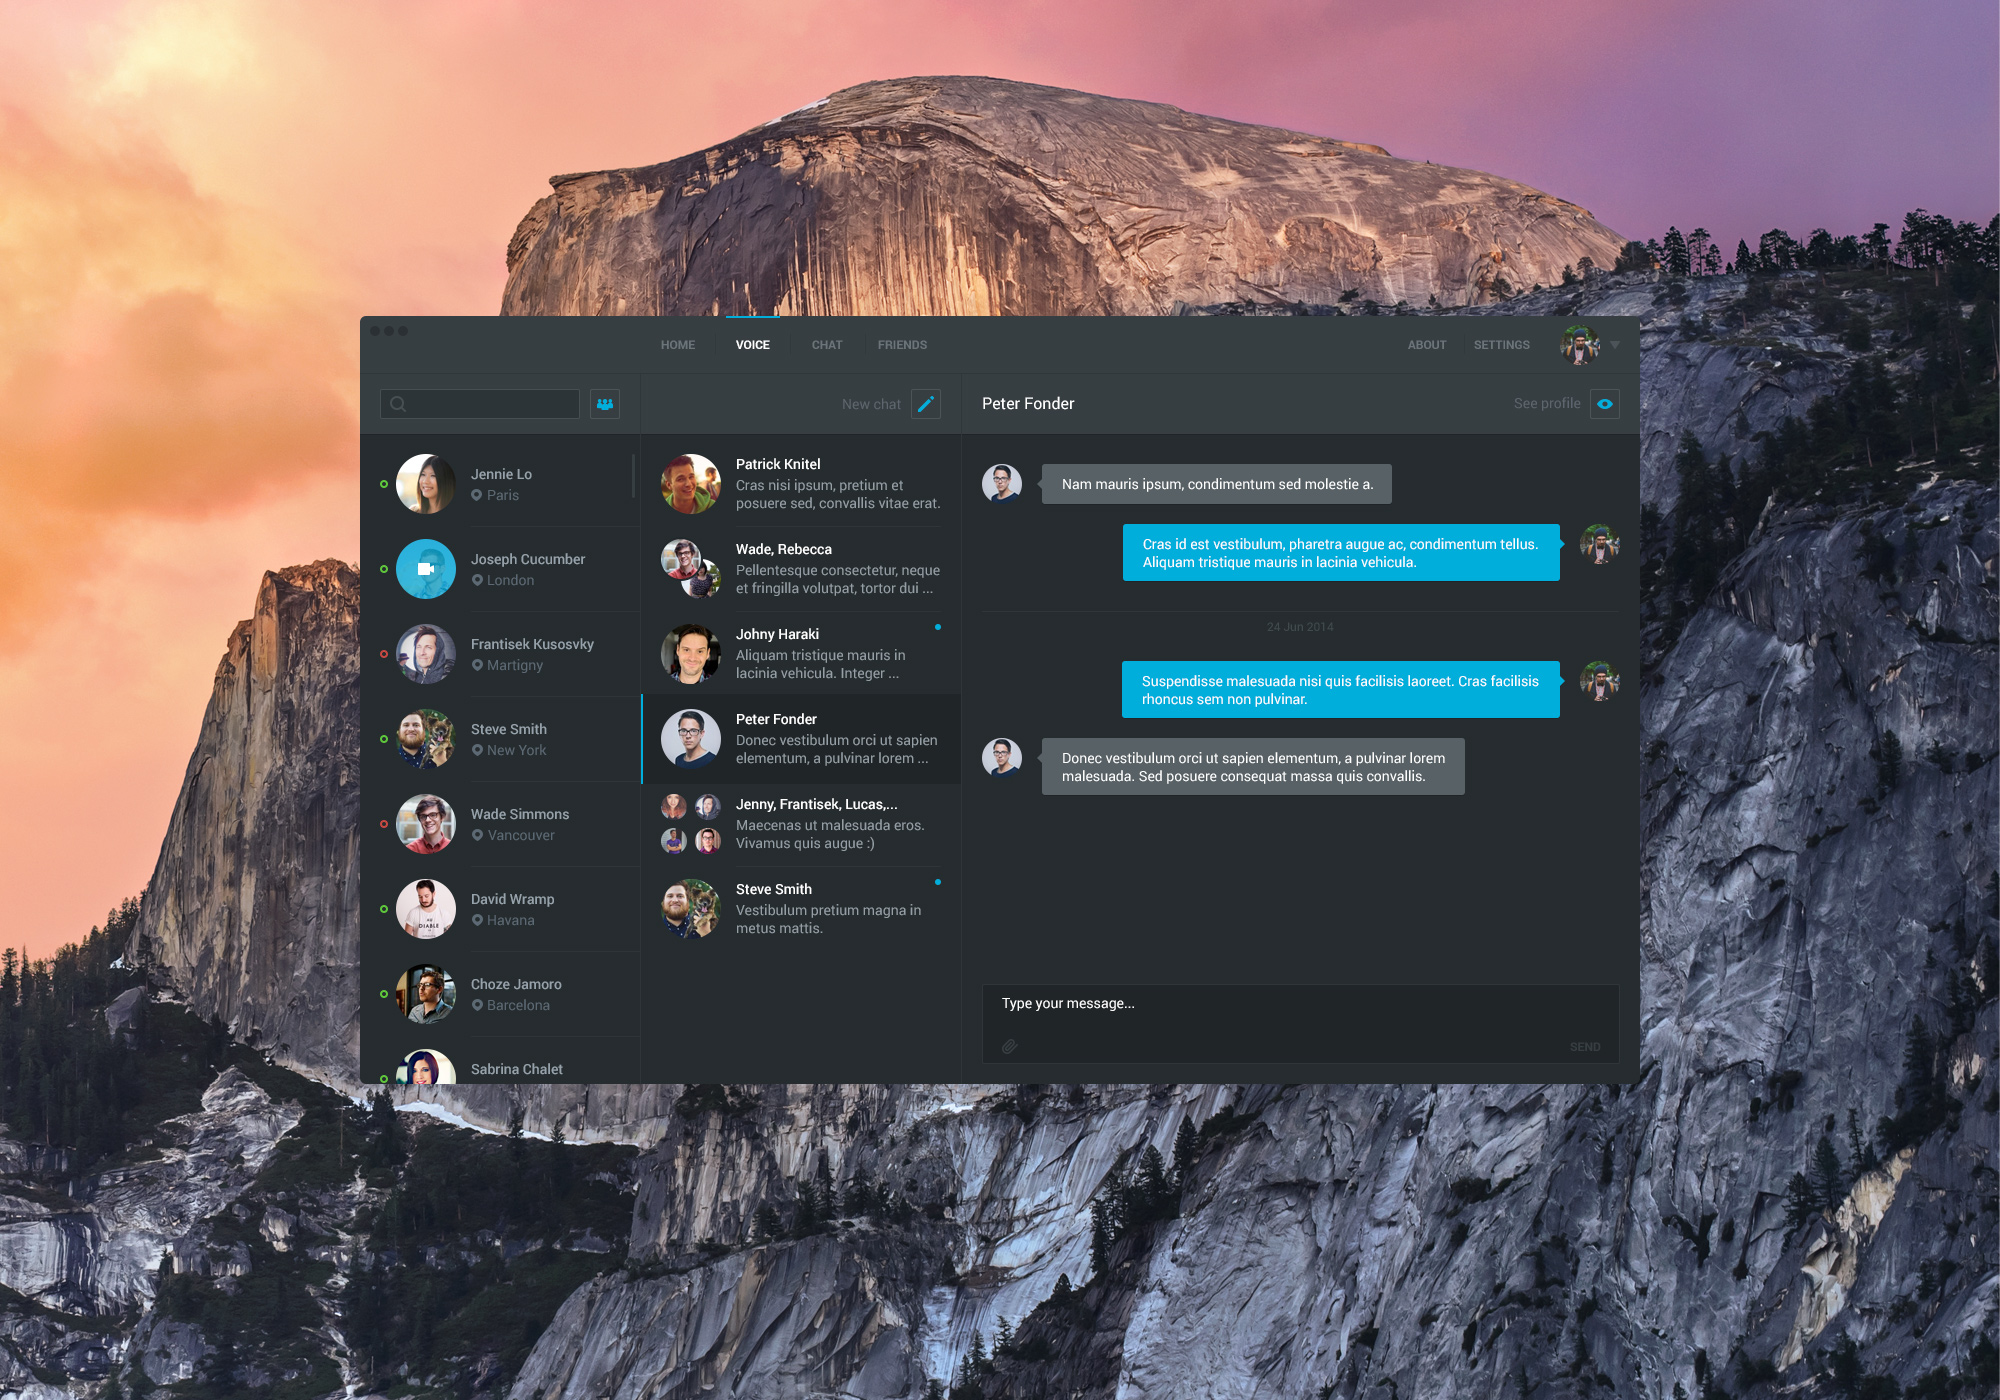 HOME
VOICE
CHAT
FRIENDS
ABOUT
SETTINGS
New chat
Peter Fonder
See profile
Jennie Lo
Paris
Joseph Cucumber
London
Frantisek Kusosvky
Martigny
Steve Smith
New York
Wade Simmons
Vancouver
David Wramp
Havana
Choze Jamoro
Barcelona
Sabrina Chalet
Patrick Knitel
Cras nisi ipsum, pretium et
posuere sed, convallis vitae erat.
Wade, Rebecca
Pellentesque consectetur, neque
et fringilla volutpat, tortor dui ...
Johny Haraki
Aliquam tristique mauris in
lacinia vehicula. Integer ...
Peter Fonder
Donec vestibulum orci ut sapien
elementum, a pulvinar lorem ...
Jenny, Frantisek, Lucas,...
Maecenas ut malesuada eros.
Vivamus quis augue :)
Steve Smith
Vestibulum pretium magna in
metus mattis.
Nam mauris ipsum, condimentum sed molestie a.
Cras id est vestibulum, pharetra augue ac, condimentum tellus.
Aliquam tristique mauris in lacinia vehicula.
24 Jun 2014
Suspendisse malesuada nisi quis facilisis laoreet. Cras facilisis
rhoncus sem non pulvinar.
Donec vestibulum orci ut sapien elementum, a pulvinar lorem
malesuada. Sed posuere consequat massa quis convallis.
Type your message...
SEND